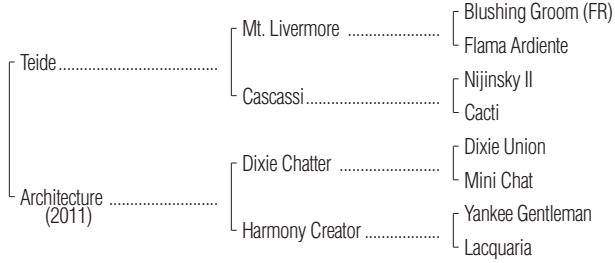 Blushing Groom (FR)
Mt. Livermore ....................
Flama Ardiente
Teide ...................................
Nijinsky II
Cascassi .............................
Cacti
Dixie Union
Dixie Chatter ......................
Mini Chat
Architecture ........................
(2011)
Yankee Gentleman
Harmony Creator ................
Lacquaria